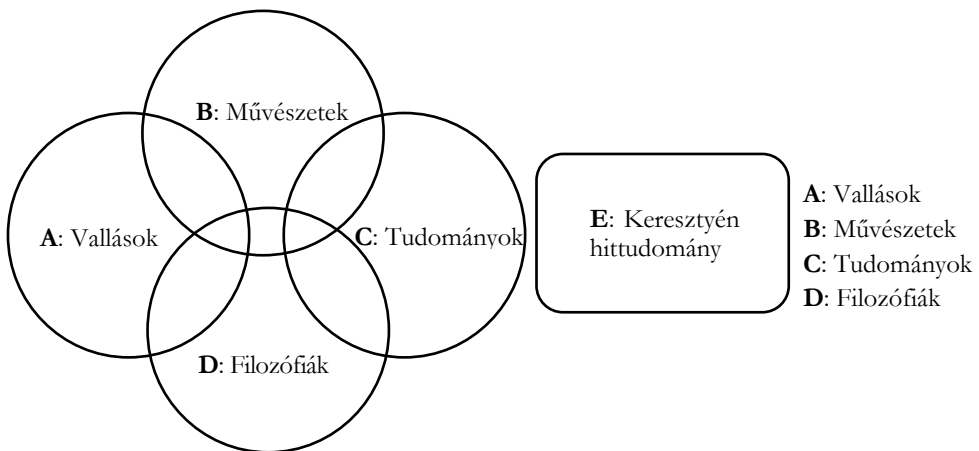 B: Művészetek
A: Vallások
C: Tudományok
D: Filozófiák
E: Keresztyén
hittudomány
A: Vallások
B: Művészetek
C: Tudományok
D: Filozófiák